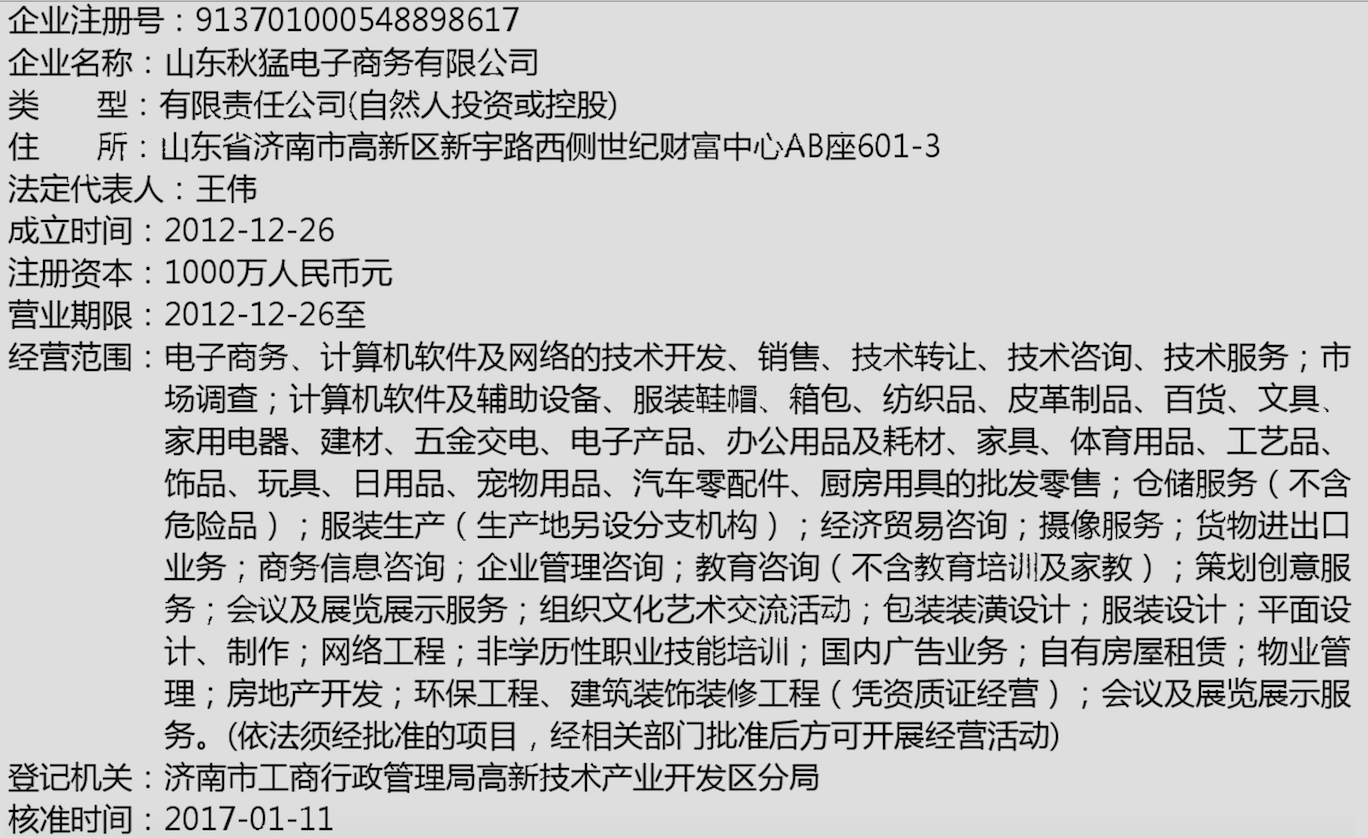 企业注册号：913701000548898617
企业名称：山东秋猛电子商务有限公司
类　　型：有限责任公司(自然人投资或控股)
住　　所：山东省济南市高新区新宇路西侧世纪财富中心AB座601-3
法定代表人：王伟
成立时间：2012-12-26
注册资本：1000万人民币元
营业期限：2012-12-26至
经营范围：电子商务、计算机软件及网络的技术开发、销售、技术转让、技术咨询、技术服务；市
场调查；计算机软件及辅助设备、服装鞋帽、箱包、纺织品、皮革制品、百货、文具、
家用电器、建材、五金交电、电子产品、办公用品及耗材、家具、体育用品、工艺品、
饰品、玩具、日用品、宠物用品、汽车零配件、厨房用具的批发零售；仓储服务（不含
危险品）；服装生产（生产地另设分支机构）；经济贸易咨询；摄像服务；货物进出口
业务；商务信息咨询；企业管理咨询；教育咨询（不含教育培训及家教）；策划创意服
务；会议及展览展示服务；组织文化艺术交流活动；包装装潢设计；服装设计；平面设
计、制作；网络工程；非学历性职业技能培训；国内广告业务；自有房屋租赁；物业管
理；房地产开发；环保工程、建筑装饰装修工程（凭资质证经营）；会议及展览展示服
务。(依法须经批准的项目，经相关部门批准后方可开展经营活动)
登记机关：济南市工商行政管理局高新技术产业开发区分局
核准时间：2017-01-11